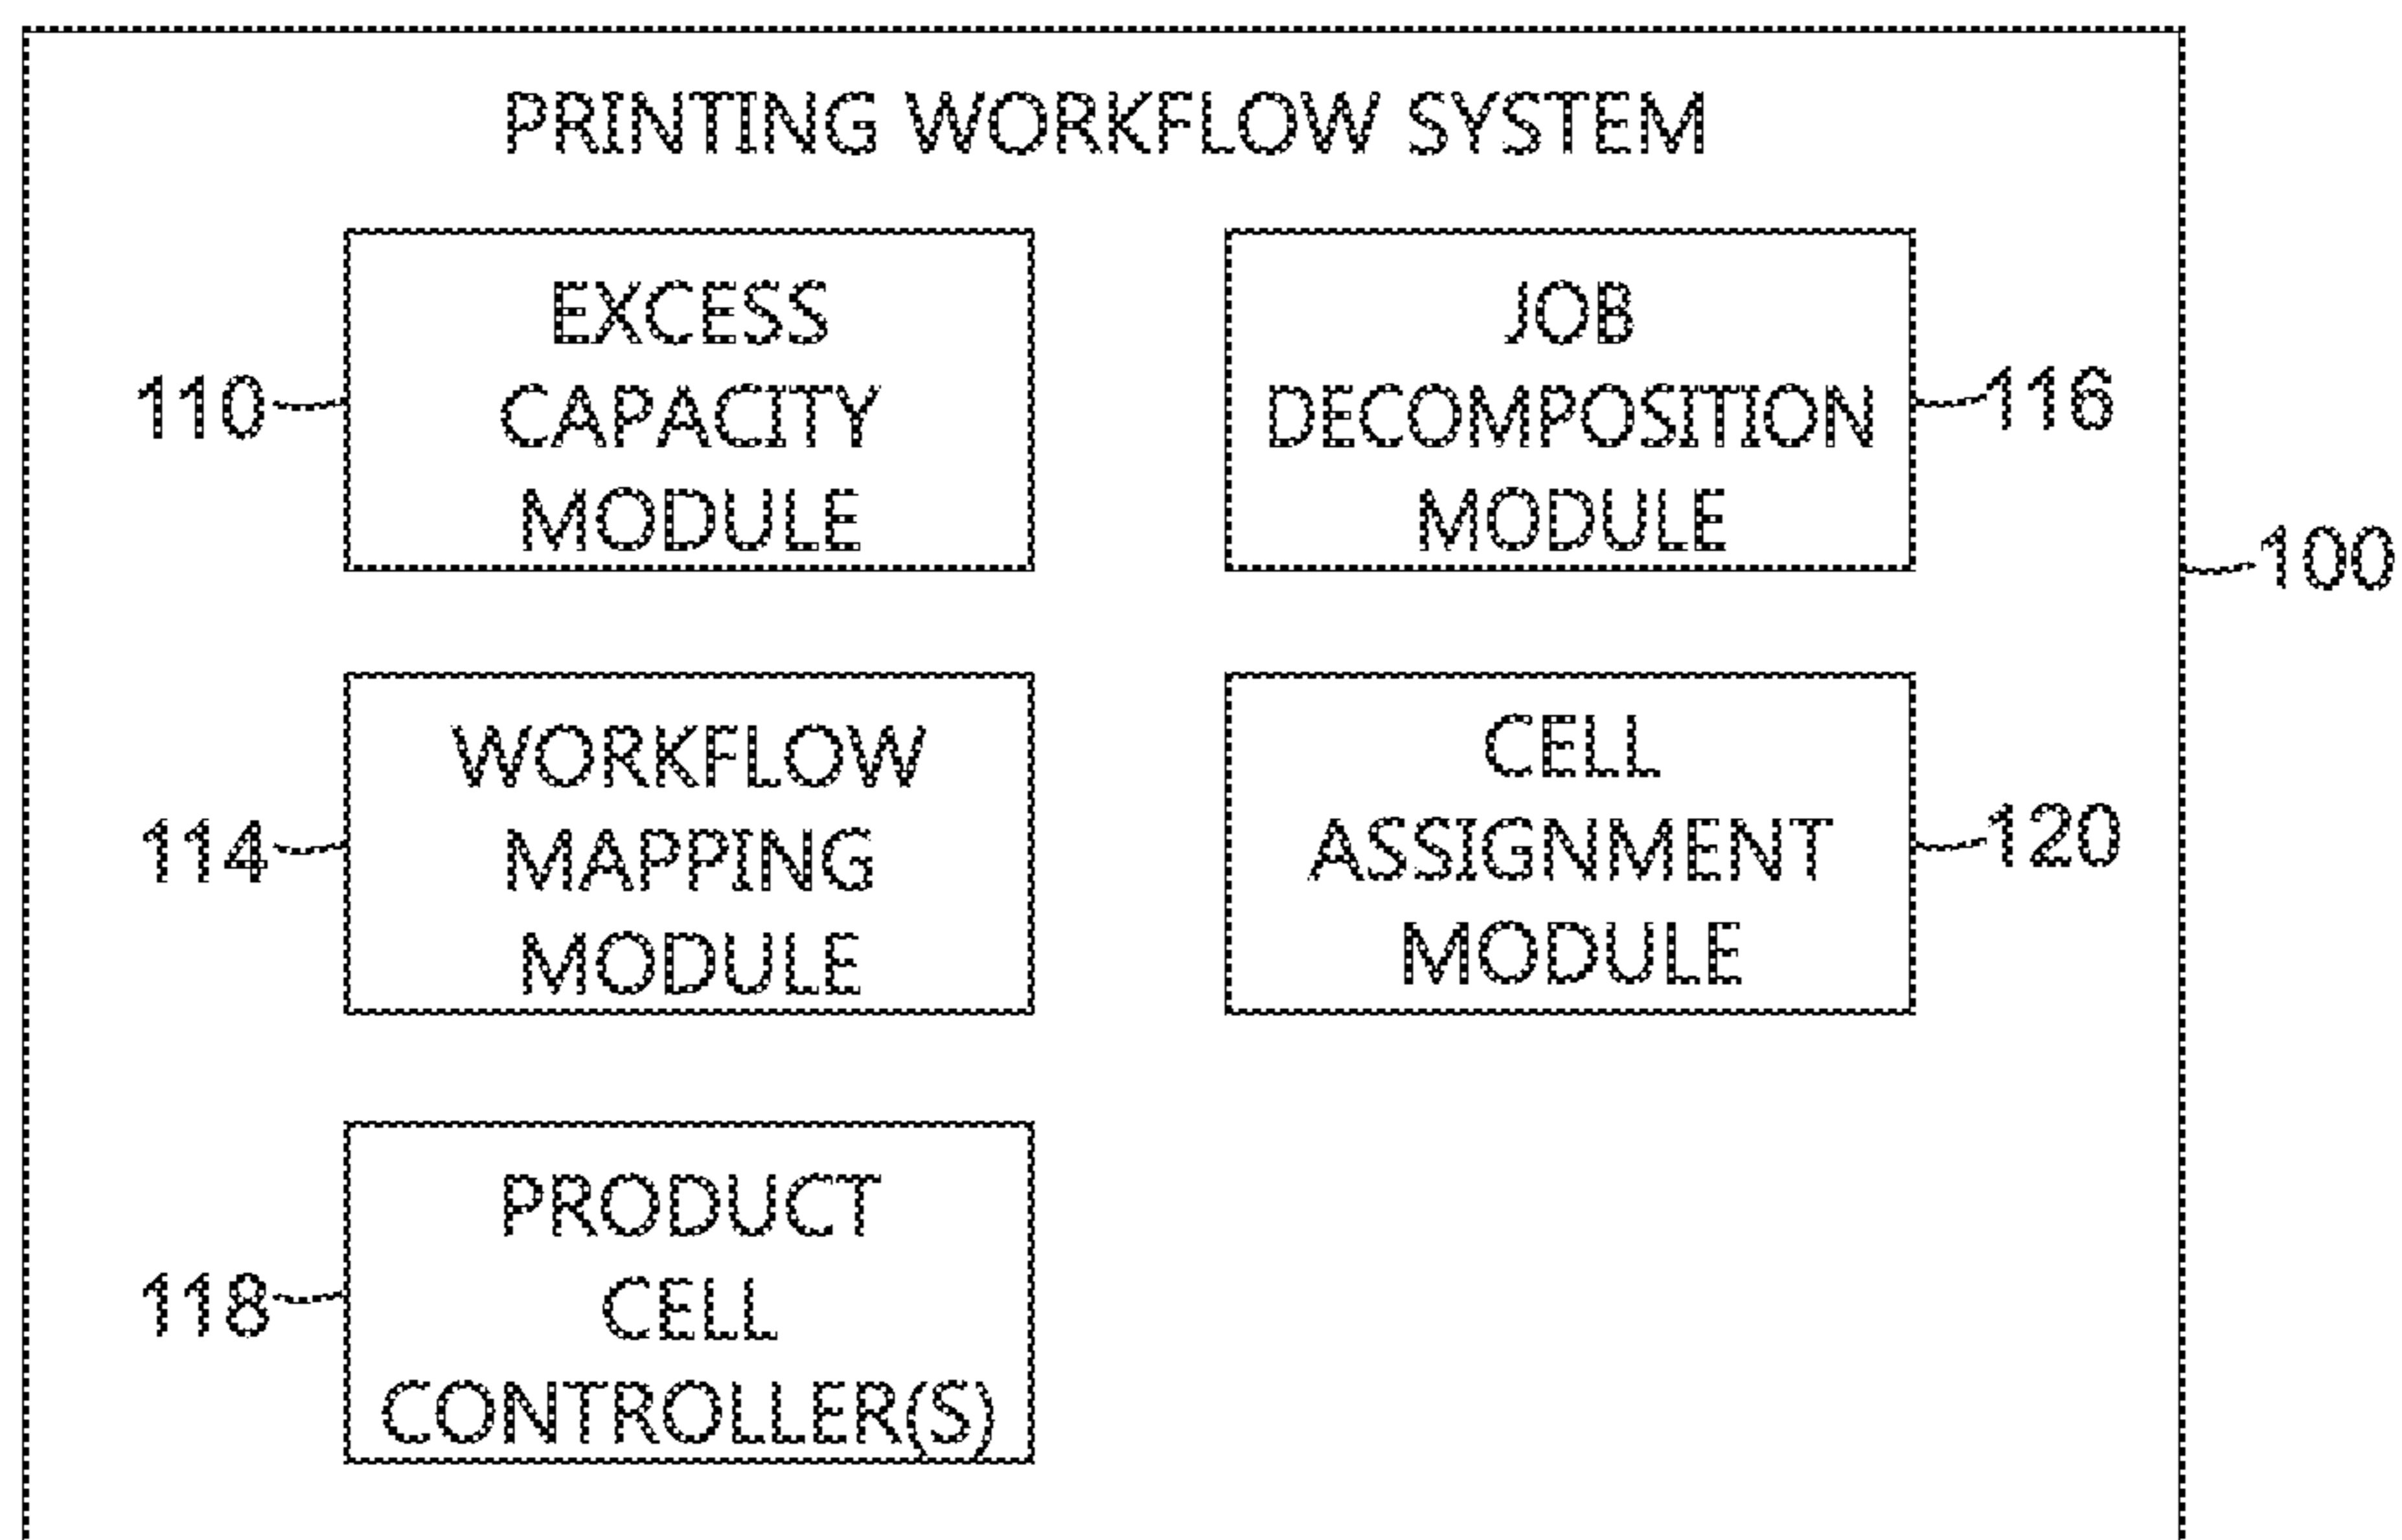 PRINTING WORKFLOW SYSTEM
EXCESS
CAPACITY
MODULE
110
JOB
DECOMPOSITION
MODULE
116
100
WORKFLOW
MAPPING
MODULE
114
CELL
ASSIGNMENT
MODULE
120
PRODUCT
CELL
CONTROLLER(S)
118